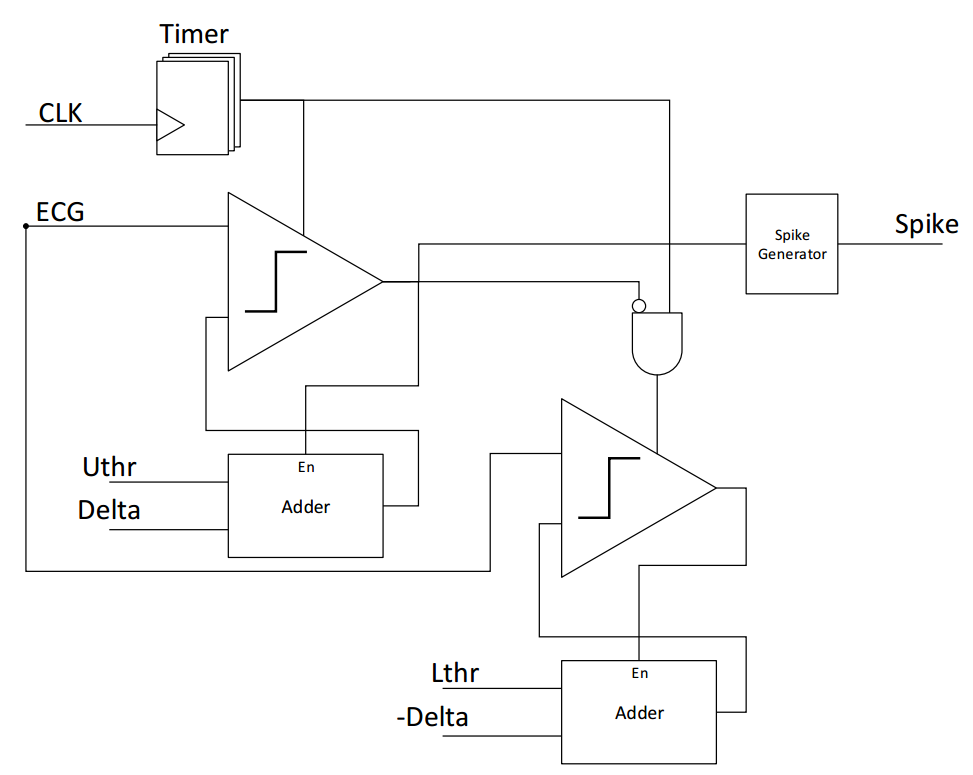 Timer
CLK
ECG
Spike
Spike
Generator
En
Uthr
Adder
Delta
En
Lthr
Adder
-Delta